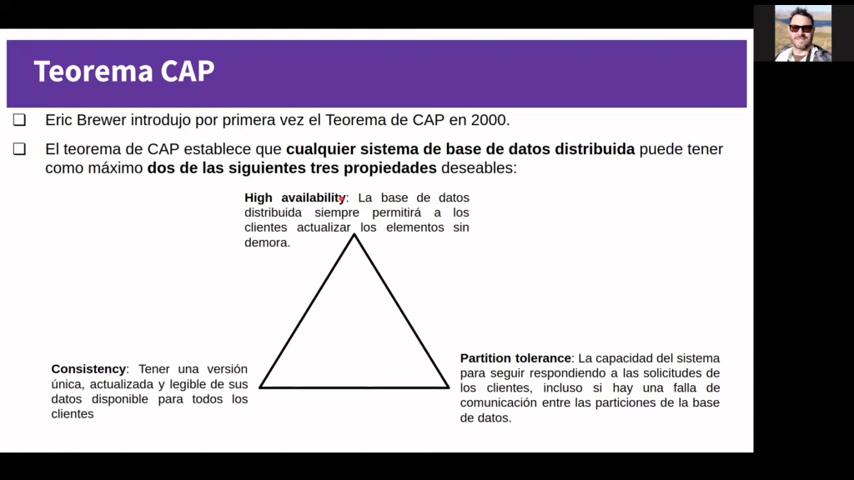 Teorema CAP
Eric Brewer introdujo por primera vez el Teorema de CAP en 2000.
El teorema de CAP establece que cualquier sistema de base de datos distribuida puede tener
como máximo dos de las siguientes tres propiedades deseables:
High availability: La base de datos
distribuida siempre permitirá a los
clientes actualizar los elementos sin
demora.
Consistency: Tener una versión
única, actualizada y legible de sus
datos disponible para todos los
clientes
Partition tolerance: La capacidad del sistema
para seguir respondiendo a las solicitudes de
los clientes, incluso si hay una falla de
comunicación entre las particiones de la base
de datos.